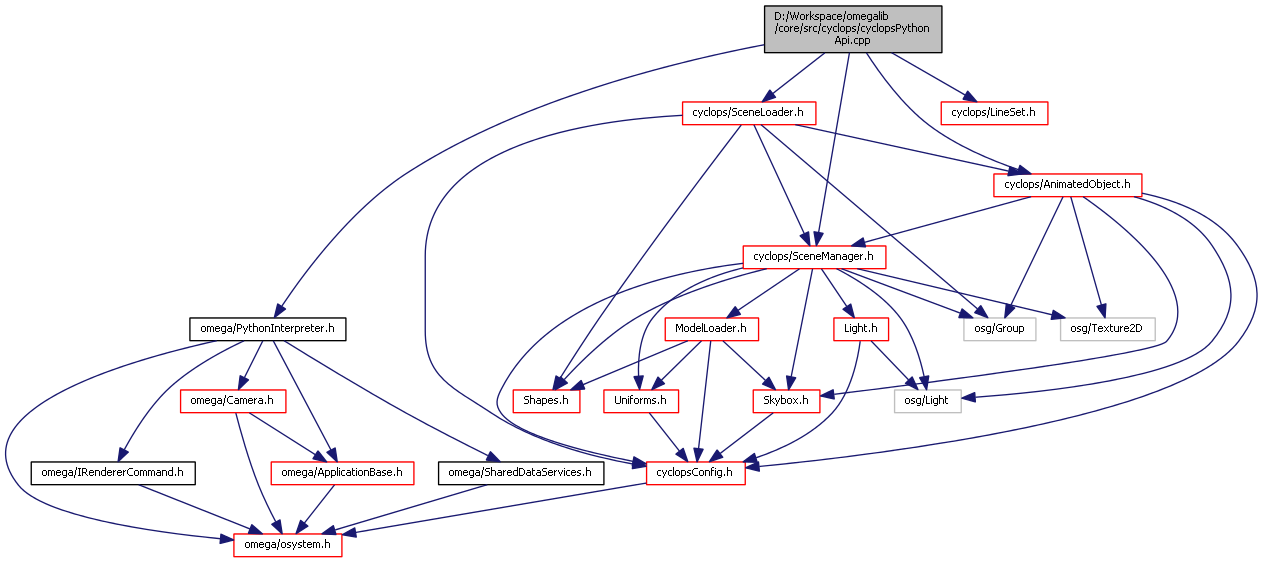 D:/Workspace/omegalib
/core/src/cyclops/cyclopsPython
Api.cpp
cyclops/SceneLoader.h
cyclops/LineSet.h
cyclops/AnimatedObject.h
cyclops/SceneManager.h
omega/PythonInterpreter.h
ModelLoader.h
Light.h
osg/Group
osg/Texture2D
omega/Camera.h
Shapes.h
Uniforms.h
Skybox.h
osg/Light
omega/IRendererCommand.h
omega/ApplicationBase.h
omega/SharedDataServices.h
cyclopsConfig.h
omega/osystem.h